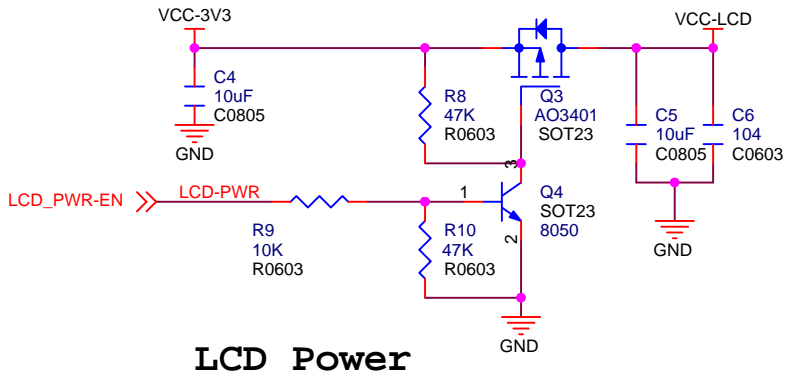 VCC-3V3
VCC-LCD
C4
10uF
C0805
GND
R8
47K
R0603
Q3
AO3401
SOT23
C5
10uF
C0805
C6
104
C0603
GND
LCD_PWR-EN
LCD-PWR
R9
10K
R0603
R10
47K
R0603
1
3
2
Q4
SOT23
8050
GND
LCD Power